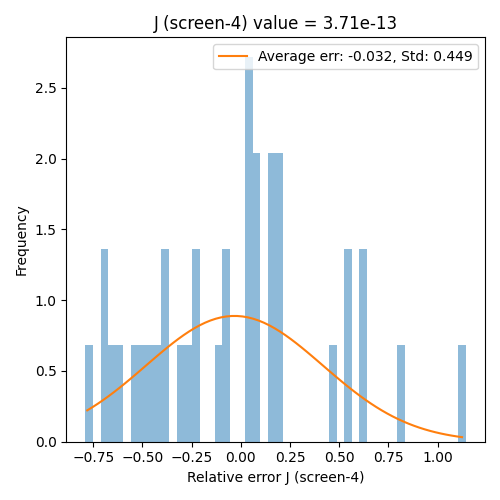 J (screen-4) value = 3.71e-13
Average err: -0.032, Std: 0.449
Frequency
2.5
2.0
1.5
1.0
0.5
0.0
−0.75 −0.50 −0.25 0.00 0.25 0.50 0.75 1.00
Relative error J (screen-4)